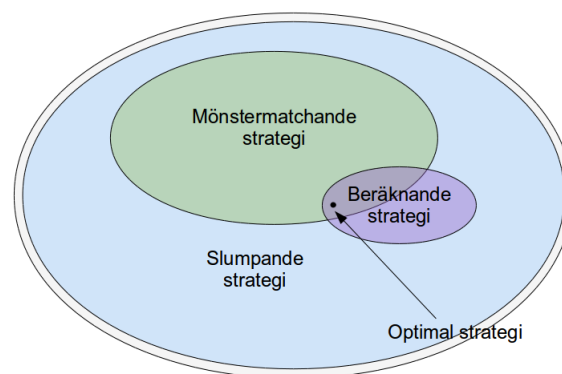 Mönstermatchande
strategi
Beräknande
strategi
Slumpande
strategi
Optimal strategi